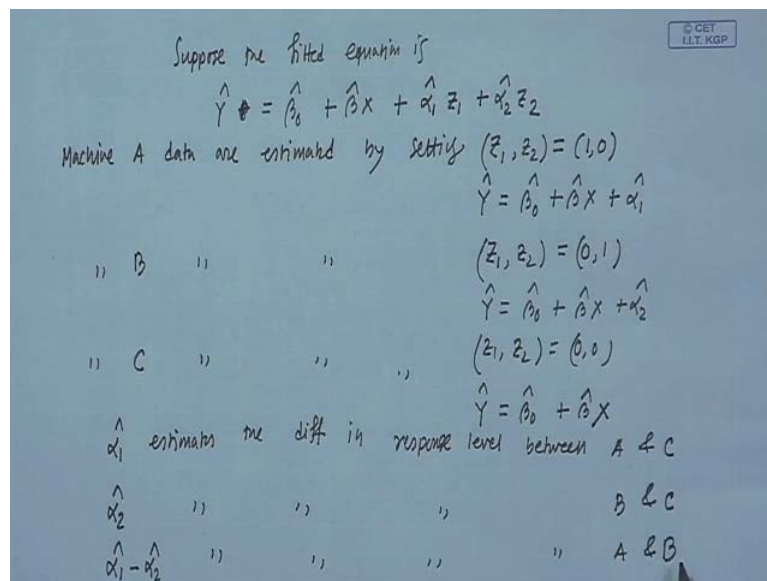 © CET
I.I.T. KGP
Suppose the fitted equation is
Ŷ = β̂₀ + β̂x + α̂₁ z₁ + α̂₂ z₂
Machine A data are estimated by setting (z₁, z₂) = (1,0)
Ŷ = β̂₀ + β̂x + α̂₁
,, B ,, ,, (z₁, z₂) = (0,1)
Ŷ = β̂₀ + β̂x + α̂₂
,, C ,, ,, ,, (z₁, z₂) = (0,0)
Ŷ = β̂₀ + β̂x
α̂₁ estimates the diff in response level between A & C
α̂₂ ,, ,, ,, B & C
α̂₁ - α̂₂ ,, ,, ,, ,, A & B